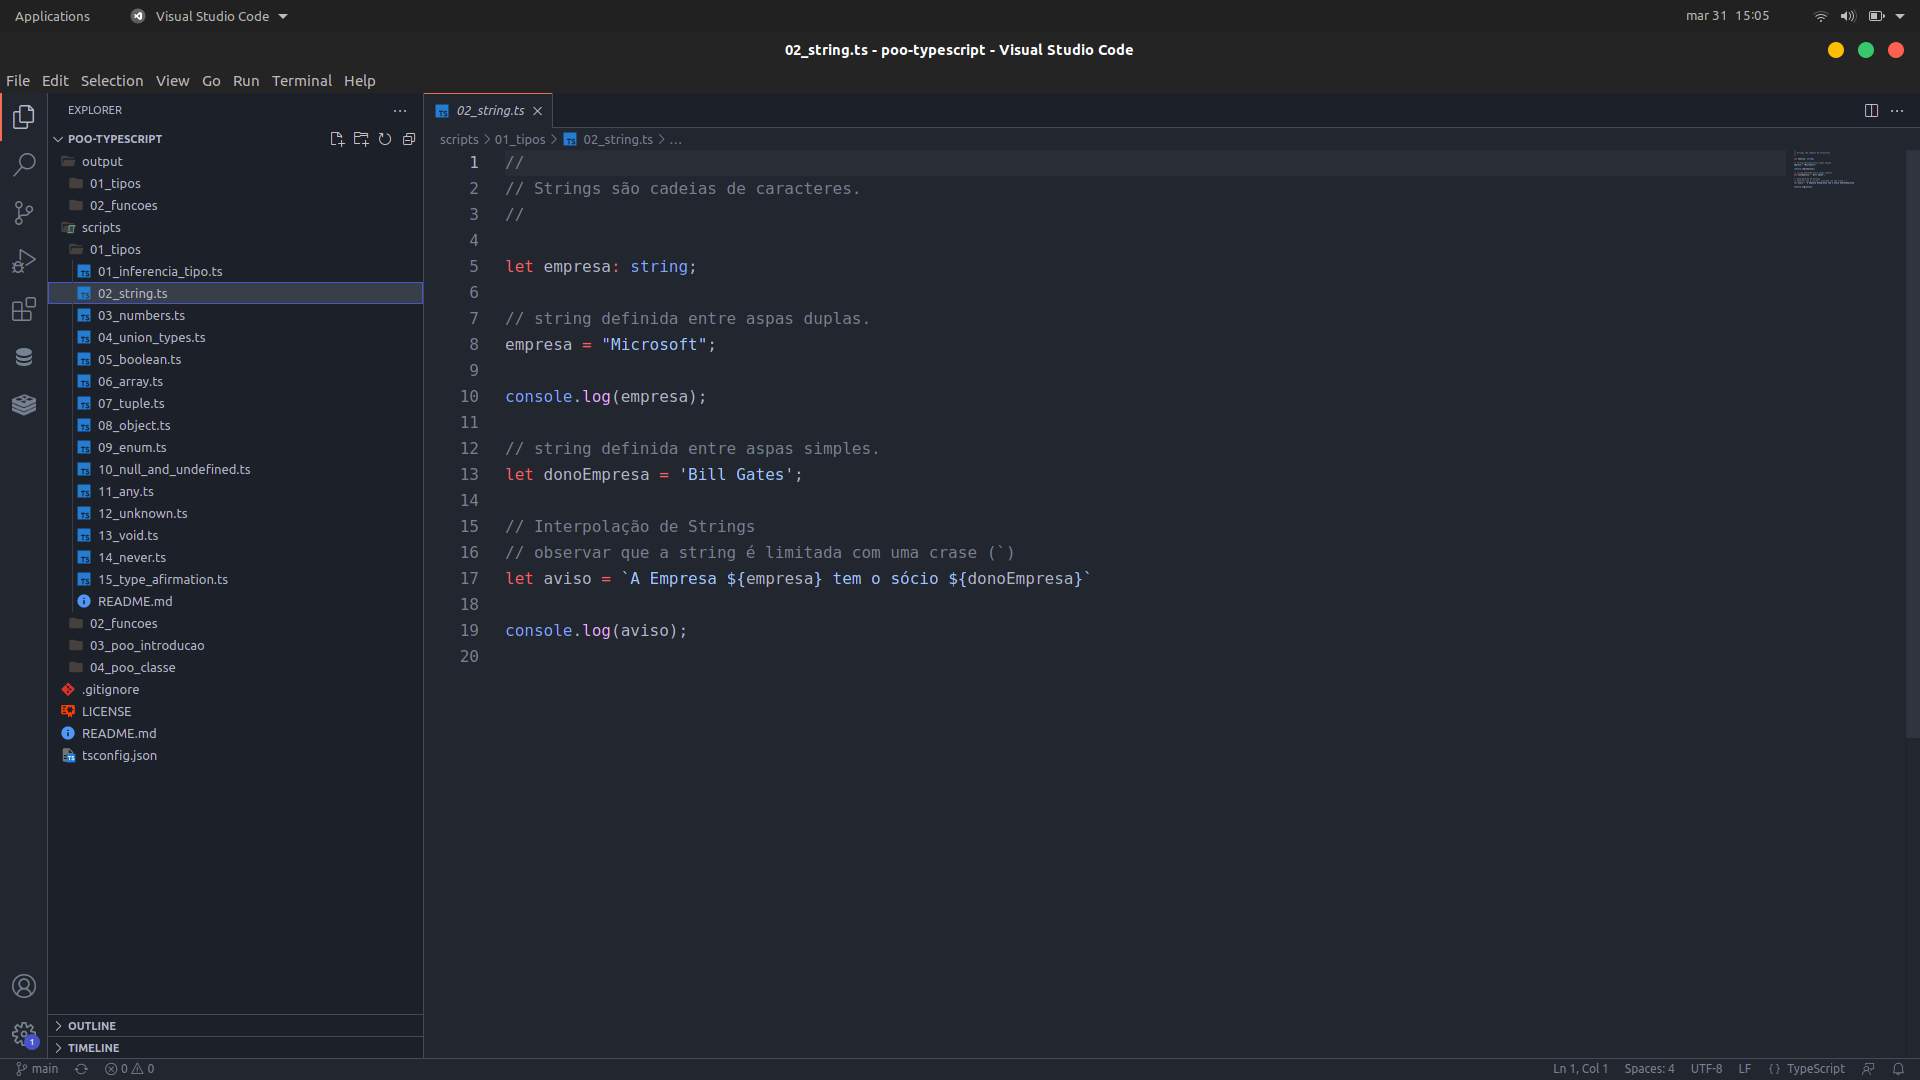 Applications
Visual Studio Code
mar 31 15:05
02_string.ts - poo-typescript - Visual Studio Code
File Edit Selection View Go Run Terminal Help
EXPLORER
POO-TYPESCRIPT
output
01_tipos
02_funcoes
scripts
01_tipos
01_inferencia_tipo.ts
02_string.ts
03_numbers.ts
04_union_types.ts
05_boolean.ts
06_array.ts
07_tuple.ts
08_object.ts
09_enum.ts
10_null_and_undefined.ts
11_any.ts
12_unknown.ts
13_void.ts
14_never.ts
15_type_afirmation.ts
README.md
02_funcoes
03_poo_introducao
04_poo_classe
.gitignore
LICENSE
README.md
tsconfig.json
OUTLINE
TIMELINE
02_string.ts
scripts > 01_tipos > 02_string.ts > ...
1 //
2 // Strings são cadeias de caracteres.
3 //
4
5 let empresa: string;
6
7 // string definida entre aspas duplas.
8 empresa = "Microsoft";
9
10 console.log(empresa);
11
12 // string definida entre aspas simples.
13 let donoEmpresa = 'Bill Gates';
14
15 // Interpolação de Strings
16 // observar que a string é limitada com uma crase (`)
17 let aviso = `A Empresa ${empresa} tem o sócio ${donoEmpresa}`
18
19 console.log(aviso);
20
1
main 0 0
Ln 1, Col 1 Spaces: 4 UTF-8 LF {} TypeScript